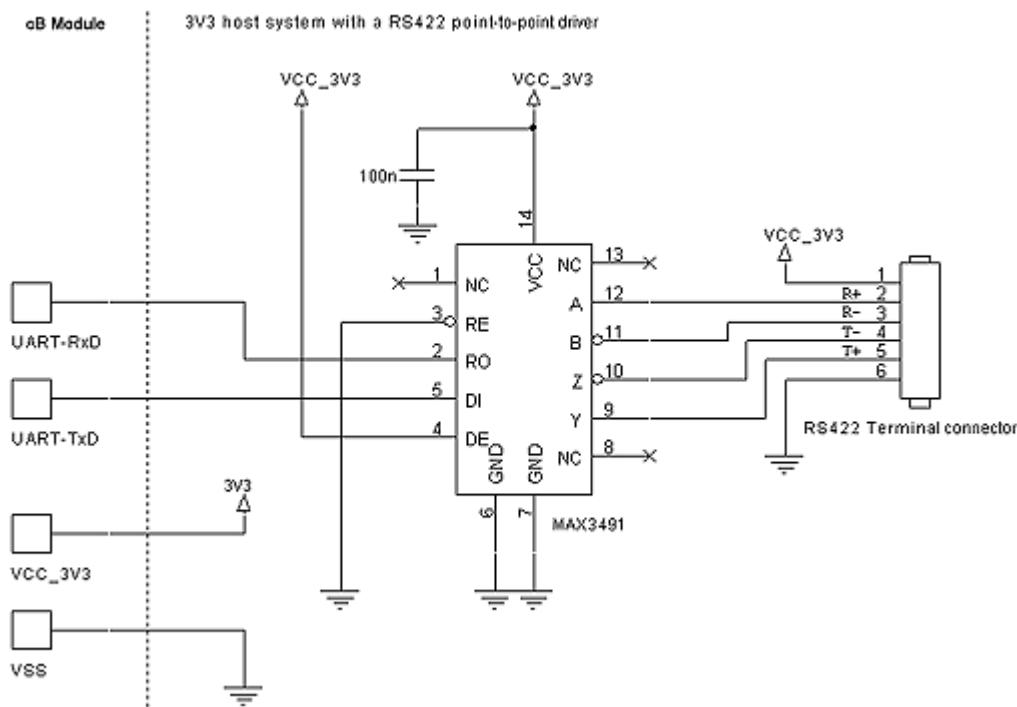 cB Module
3V3 host system with a RS422 point-to-point driver
VCC_3V3
VCC_3V3
100n
14
VCC
VCC_3V3
1
NC
NC
13
1
R+
2
A
12
UART-RxD
3
RE
B
11
R-
3
2
RO
T-
4
Z
10
T+
5
5
DI
Y
9
6
UART-TxD
4
DE
GND
GND
NC
8
RS422 Terminal connector
3V3
6
7
MAX3491
VCC_3V3
VSS